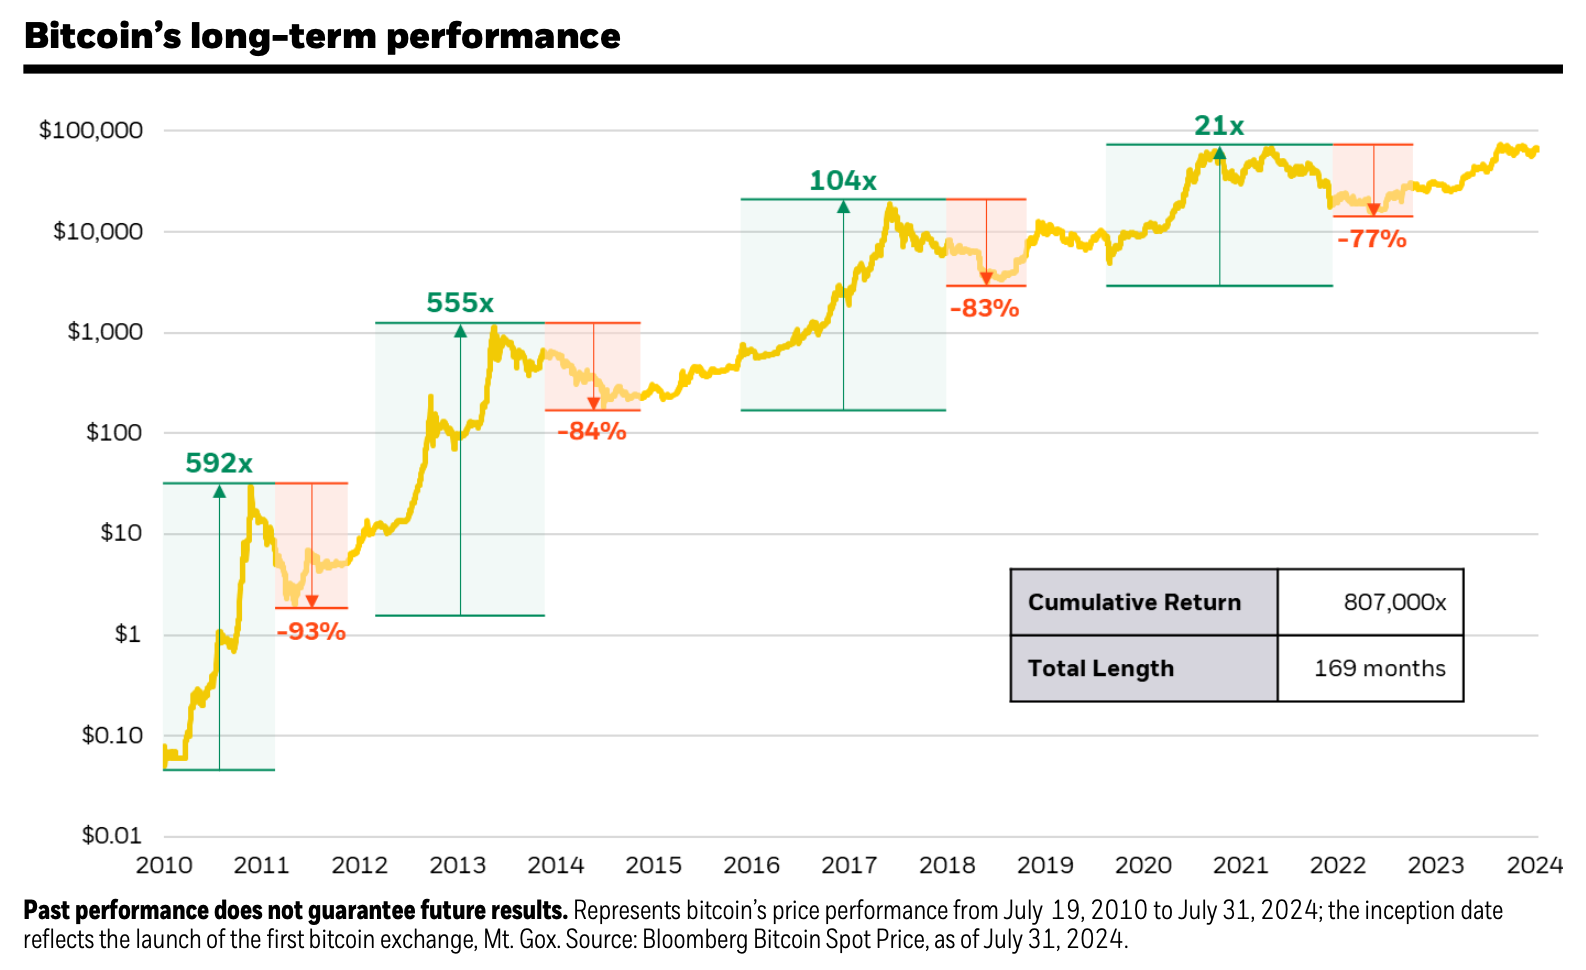 Bitcoin's long-term performance
$100,000
$10,000
$1,000
$100
$10
$1
$0.10
$0.01
592x
-93%
555x
-84%
104x
-83%
21x
-77%
Cumulative Return 807,000x
Total Length 169 months
2010 2011 2012 2013 2014 2015 2016 2017 2018 2019 2020 2021 2022 2023 2024
Past performance does not guarantee future results. Represents bitcoin's price performance from July 19, 2010 to July 31, 2024; the inception date
reflects the launch of the first bitcoin exchange, Mt. Gox. Source: Bloomberg Bitcoin Spot Price, as of July 31, 2024.